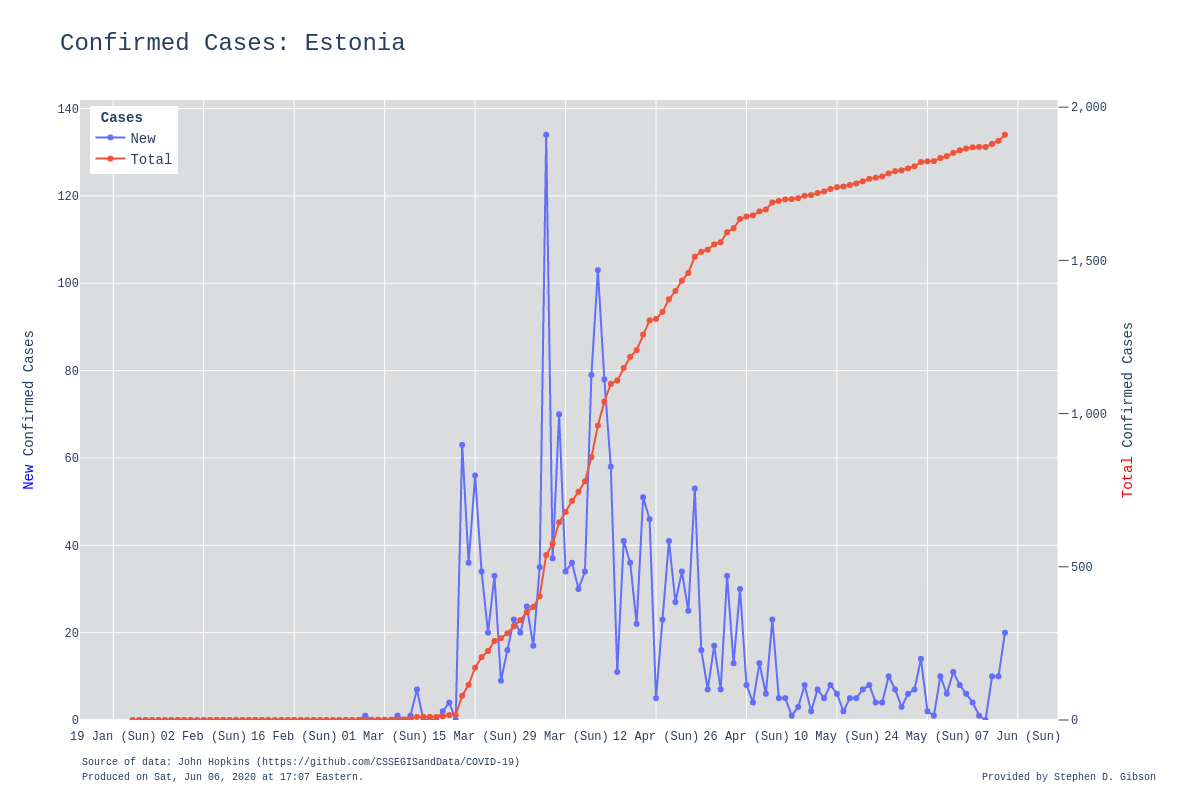 Confirmed Cases: Estonia
Cases
New
Total
140
120
100
80
60
40
20
0
2,000
1,500
1,000
500
0
New Confirmed Cases
Total Confirmed Cases
19 Jan (Sun) 02 Feb (Sun) 16 Feb (Sun) 01 Mar (Sun) 15 Mar (Sun) 29 Mar (Sun) 12 Apr (Sun) 26 Apr (Sun) 10 May (Sun) 24 May (Sun) 07 Jun (Sun)
Source of data: John Hopkins (https://github.com/CSSEGISandData/COVID-19)
Produced on Sat, Jun 06, 2020 at 17:07 Eastern.
Provided by Stephen D. Gibson